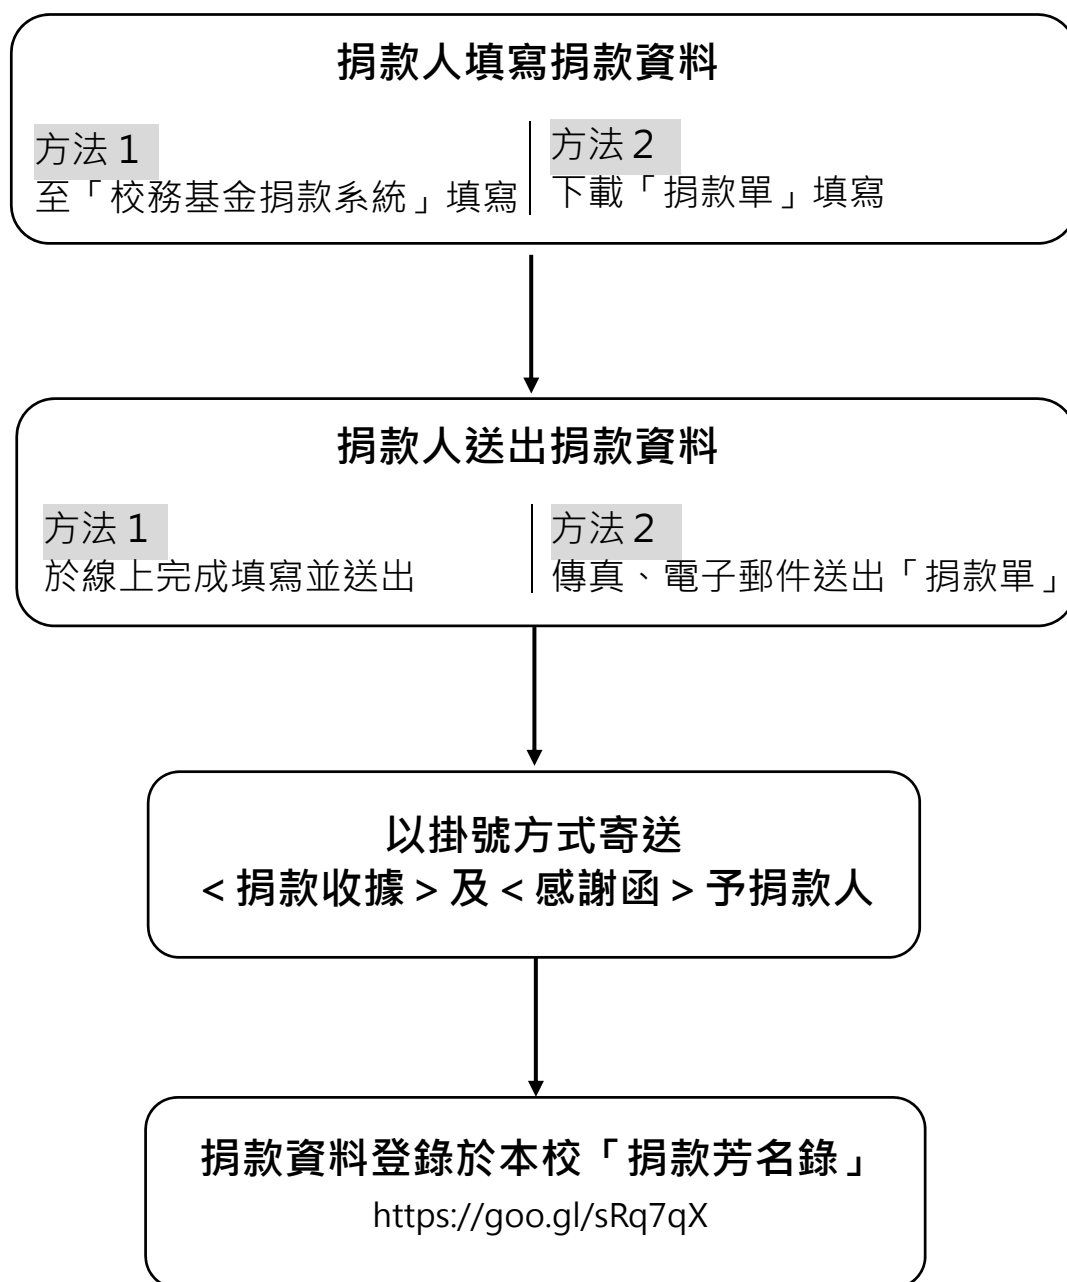 捐款人填寫捐款資料
方法1
至「校務基金捐款系統」填寫
方法2
下載「捐款單」填寫
捐款人送出捐款資料
方法1
於線上完成填寫並送出
方法2
傳真、電子郵件送出「捐款單」
以掛號方式寄送
<捐款收據>及<感謝函>予捐款人
捐款資料登錄於本校「捐款芳名錄」
https://goo.gl/sRq7qX